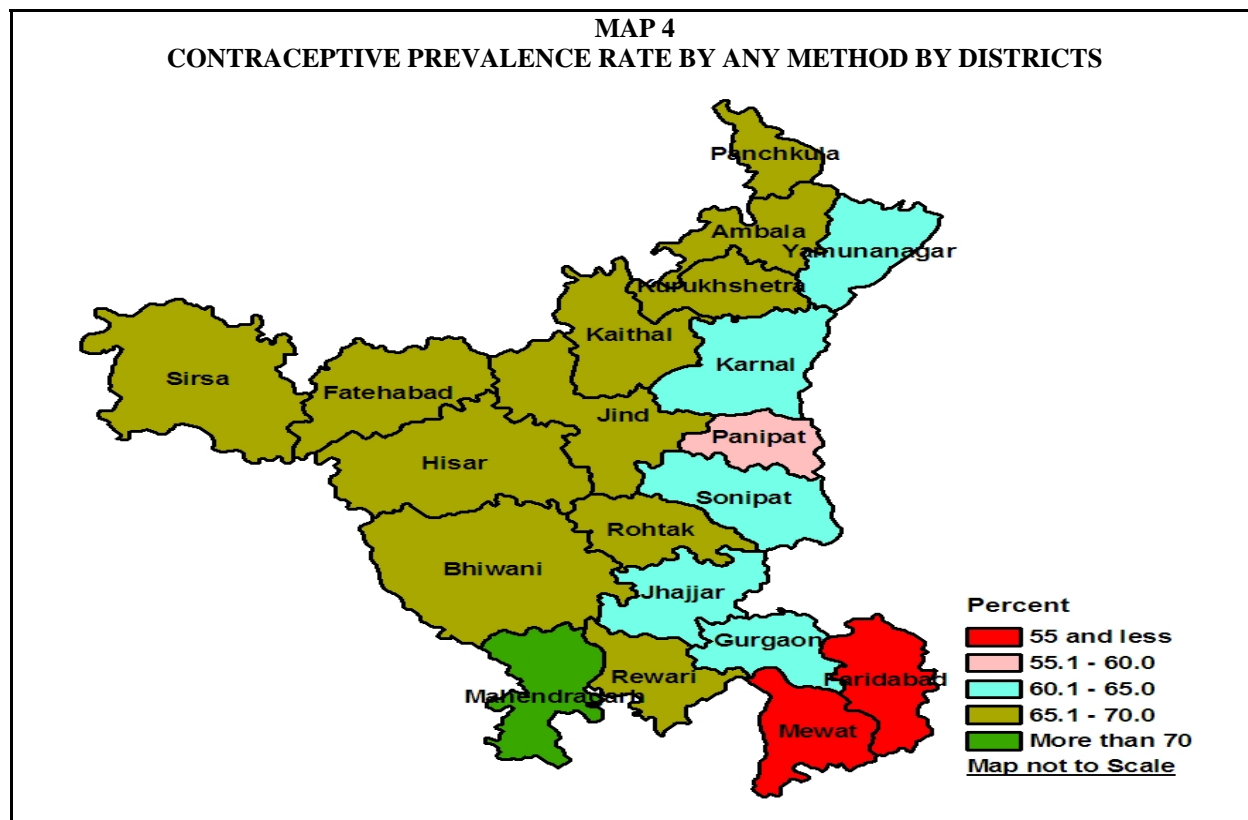 MAP 4
CONTRACEPTIVE PREVALENCE RATE BY ANY METHOD BY DISTRICTS
Panchkula
Ambala
Yamunanagar
Kurukhshetra
Kaithal
Karnal
Sirsa
Fatehabad
Jind
Panipat
Hisar
Sonipat
Rohtak
Bhiwani
Jhajjar
Gurgaon
Rewari
Faridabad
Mahendragarh
Mewat
Percent
55 and less
55.1 - 60.0
60.1 - 65.0
65.1 - 70.0
More than 70
Map not to Scale